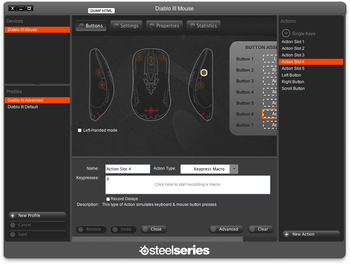 Diablo III Mouse
DUMP HTML
Devices
Diablo III Mouse
Profiles
Diablo III Advanced
Diablo III Default
New Profile
Rename
Save
Buttons
Settings
Properties
Statistics
BUTTON ASS
Button 1
Button 2
Button 3
Button 4
Button 5
Button 6
Button 7
Left-Handed mode
Name:
Action Slot 4
Action Type:
Keypress Macro
Keypresses:
4
Click here to start recording a macro
Record Delays
Description:
This type of Action simulates keyboard & mouse button presses
Undo
Close
Advanced
Clear
Actions
Single Keys
Action Slot 1
Action Slot 2
Action Slot 3
Action Slot 4
Action Slot 5
Left Button
Right Button
Scroll Button
New Action
steelseries